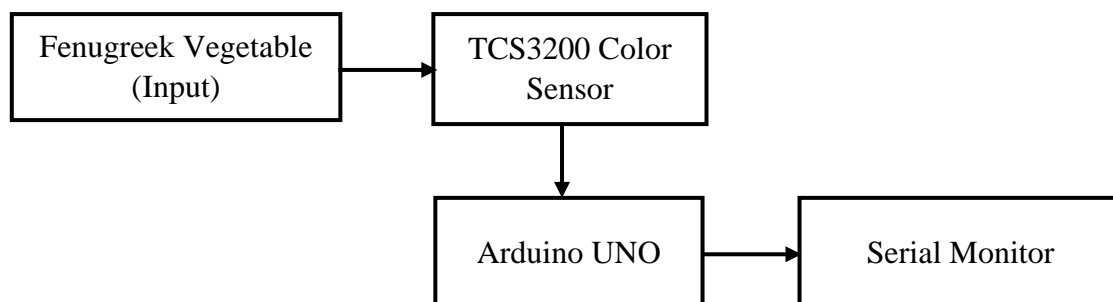 Fenugreek Vegetable
(Input)
TCS3200 Color
Sensor
Arduino UNO
Serial Monitor